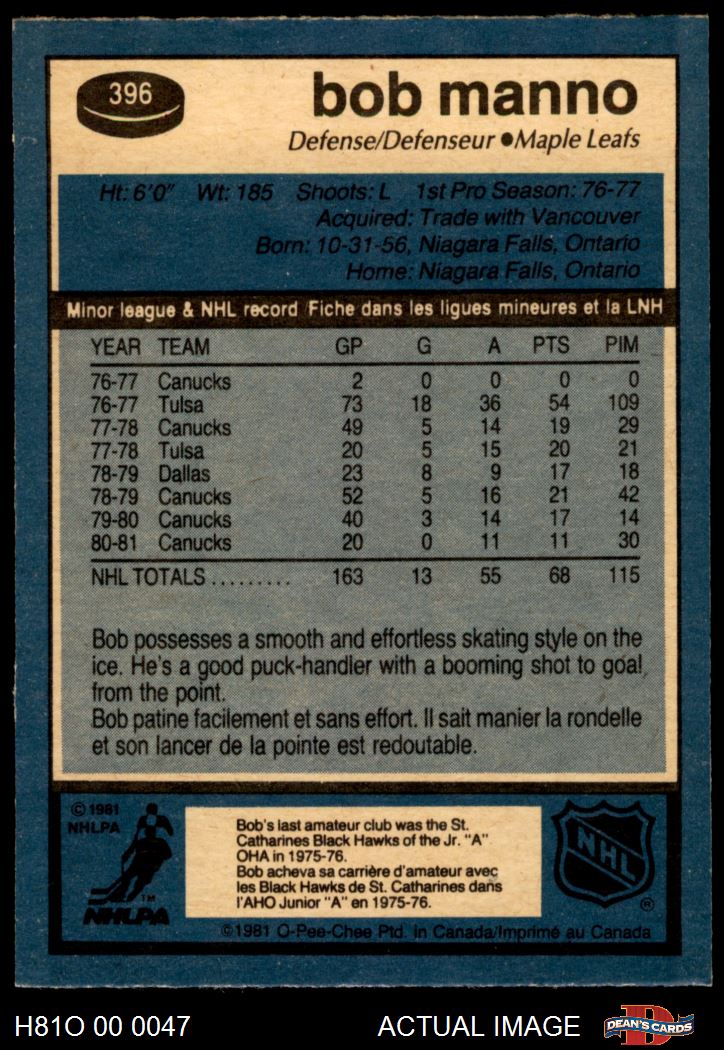 396
bob manno
Defense/Defenseur ●Maple Leafs
Ht: 6'0" Wt: 185 Shoots: L 1st Pro Season: 76-77
Acquired: Trade with Vancouver
Born: 10-31-56, Niagara Falls, Ontario
Home: Niagara Falls, Ontario
Minor league & NHL record Fiche dans les ligues mineures et la LNH
YEAR TEAM GP G A PTS PIM
76-77 Canucks 2 0 0 0 0
76-77 Tulsa 73 18 36 54 109
77-78 Canucks 49 5 14 19 29
77-78 Tulsa 20 5 15 20 21
78-79 Dallas 23 8 9 17 18
78-79 Canucks 52 5 16 21 42
79-80 Canucks 40 3 14 17 14
80-81 Canucks 20 0 11 11 30
NHL TOTALS ......... 163 13 55 68 115
Bob possesses a smooth and effortless skating style on the
ice. He's a good puck-handler with a booming shot to goal
from the point.
Bob patine facilement et sans effort. Il sait manier la rondelle
et son lancer de la pointe est redoutable.
© 1981
NHLPA
TM
NHLPA
Bob's last amateur club was the St.
Catharines Black Hawks of the Jr. "A"
OHA in 1975-76.
Bob acheva sa carrière d'amateur avec
les Black Hawks de St. Catharines dans
l'AHO Junior "A" en 1975-76.
NHL
®
©1981 O-Pee-Chee Ptd. in Canada/Imprimé au Canada
H81O 00 0047 ACTUAL IMAGE
D
DEAN'S CARDS